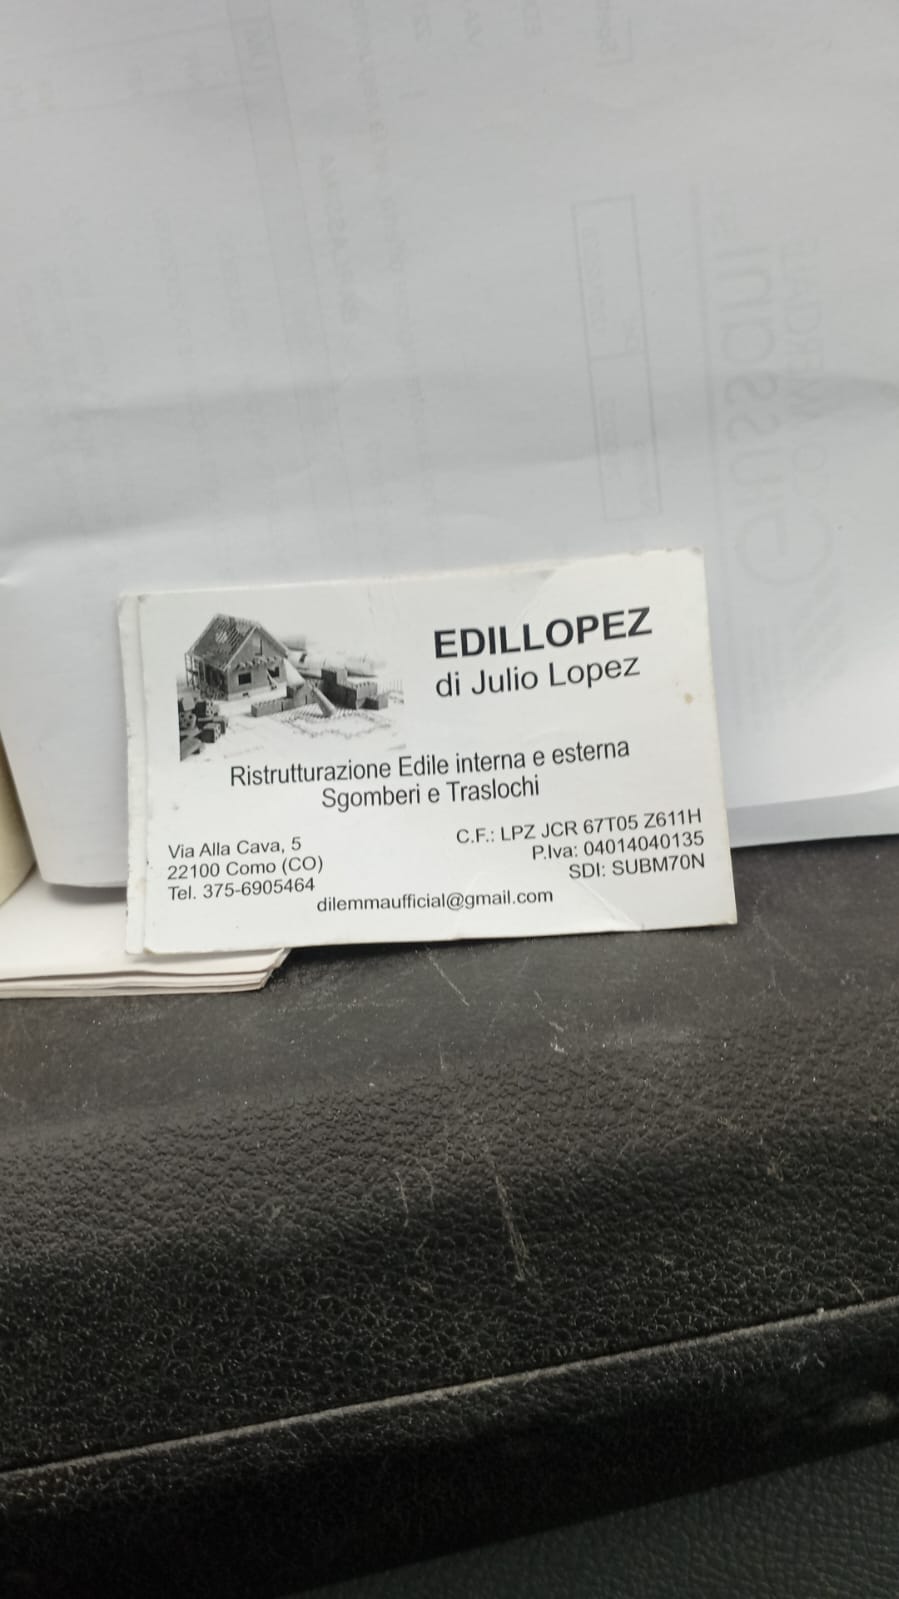 EDILLOPEZ
di Julio Lopez
Ristrutturazione Edile interna e esterna
Sgomberi e Traslochi
Via Alla Cava, 5
22100 Como (CO)
Tel. 375-6905464
C.F.: LPZ JCR 67T05 Z611H
P.Iva: 04014040135
SDI: SUBM70N
dilemmaufficial@gmail.com